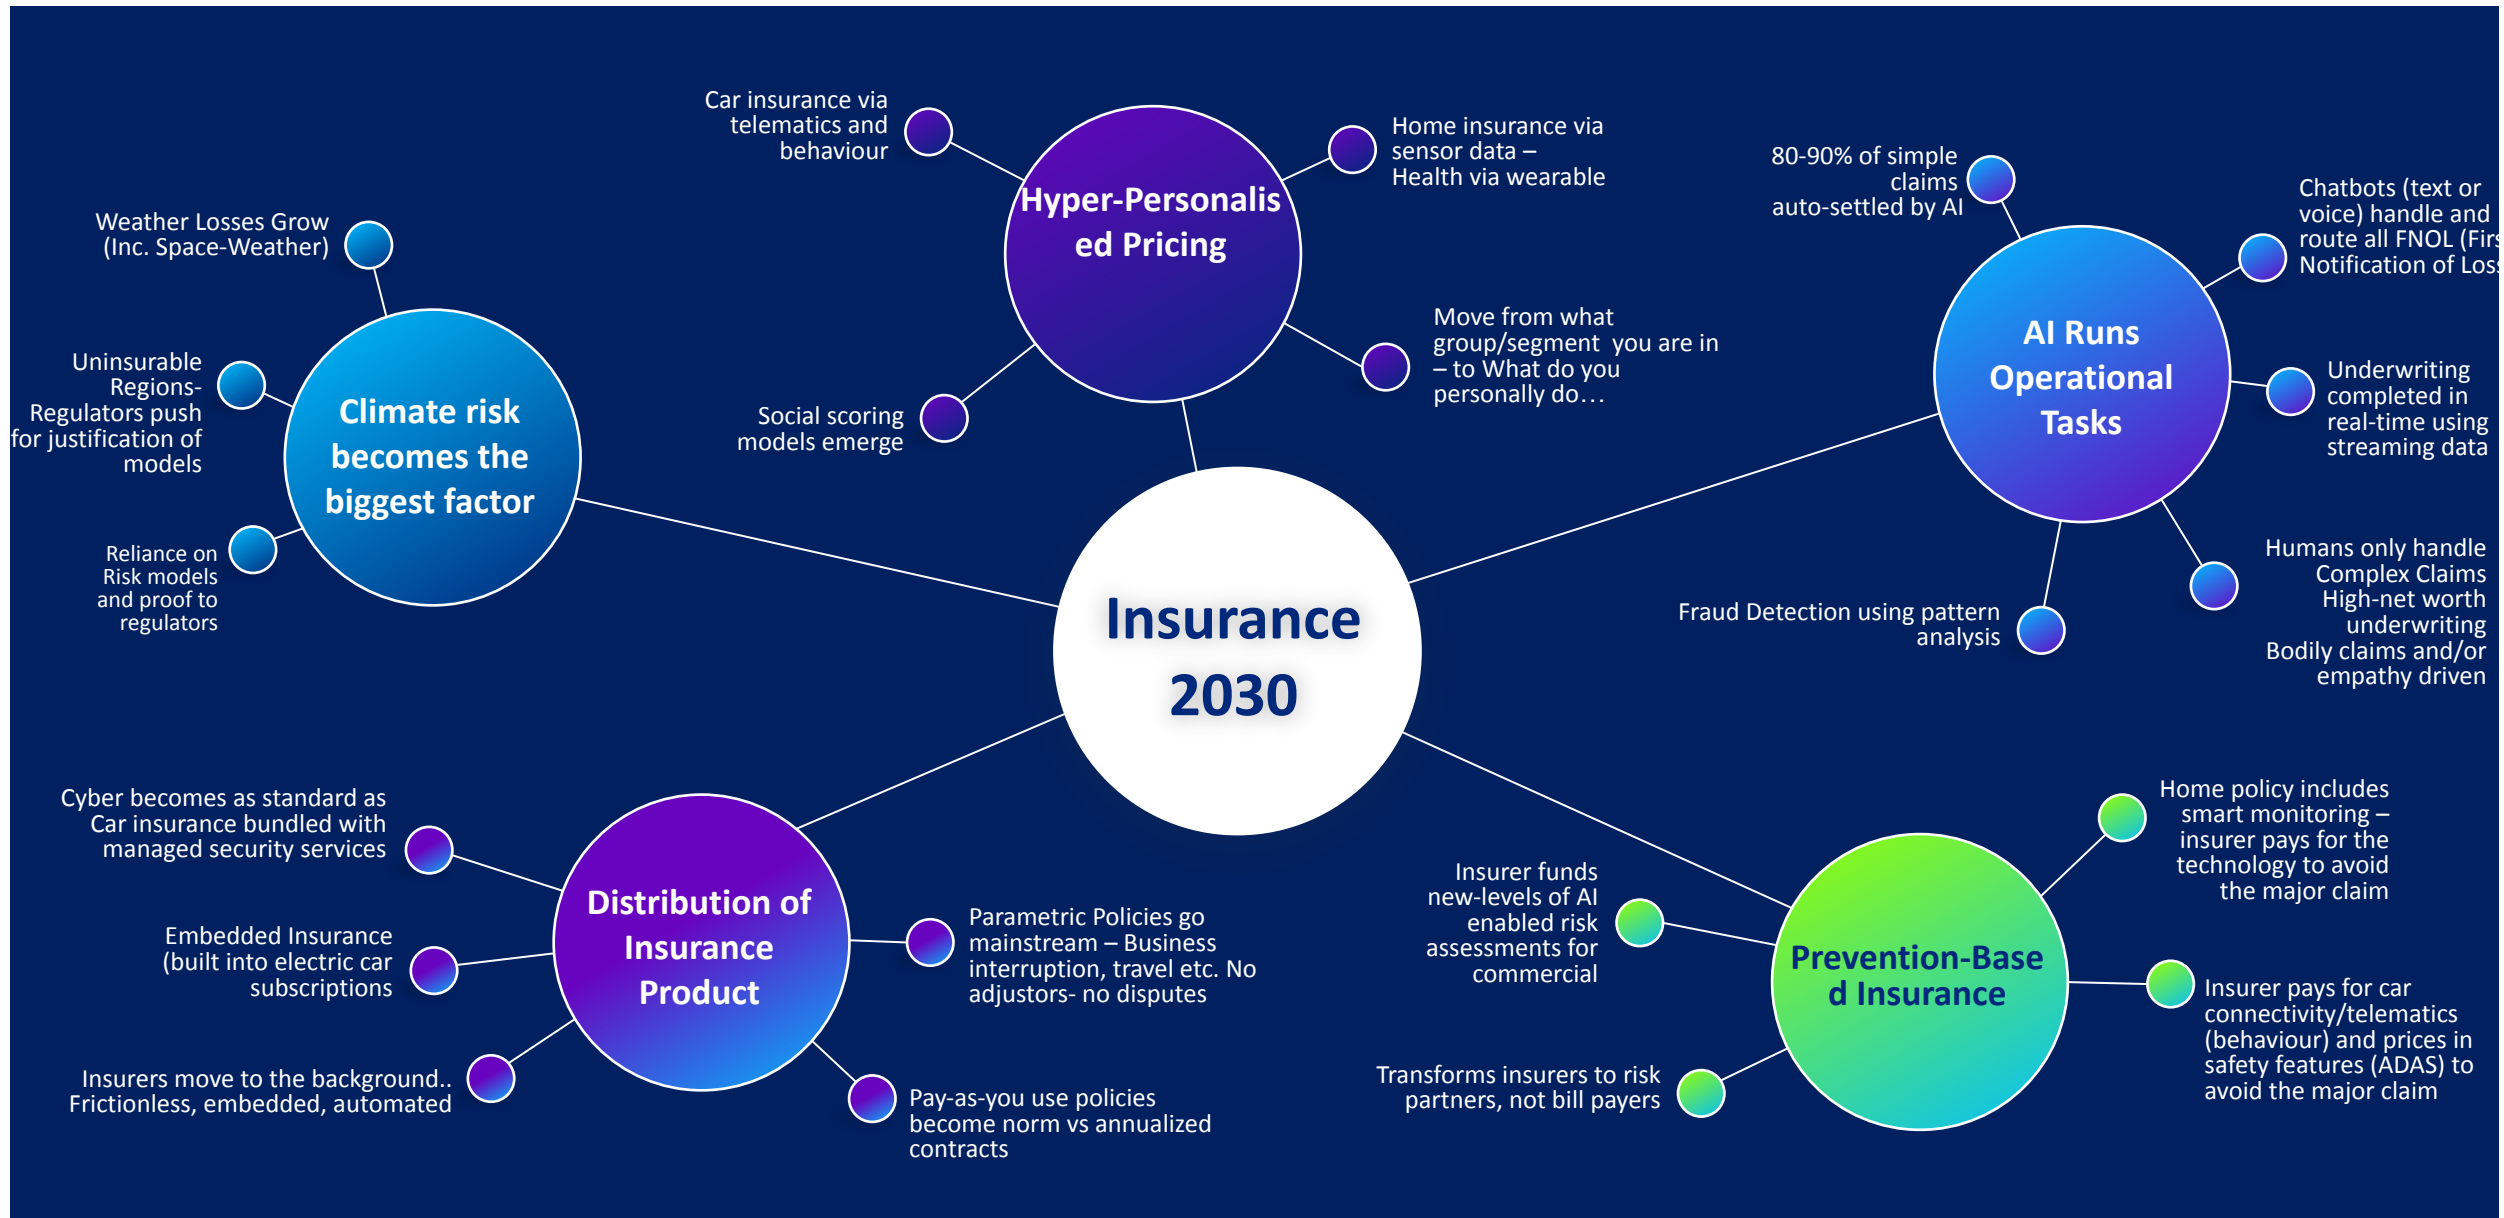 Insurance
2030
Climate risk
becomes the
biggest factor
Weather Losses Grow
(Inc. Space-Weather)
Uninsurable
Regions-
Regulators push
for justification of
models
Reliance on
Risk models
and proof to
regulators
Hyper-Personalis
ed Pricing
Car insurance via
telematics and
behaviour
Home insurance via
sensor data –
Health via wearable
Move from what
group/segment  you are in
– to What do you
personally do…
Social scoring
models emerge
AI Runs
Operational
Tasks
80-90% of simple
claims
auto-settled by AI
Chatbots (text or
voice) handle and
route all FNOL (Firs
Notification of Loss
Underwriting
completed in
real-time using
streaming data
Humans only handle
Complex Claims
High-net worth
underwriting
Bodily claims and/or
empathy driven
Fraud Detection using pattern
analysis
Distribution of
Insurance
Product
Cyber becomes as standard as
Car insurance bundled with
managed security services
Embedded Insurance
(built into electric car
subscriptions
Insurers move to the background..
Frictionless, embedded, automated
Parametric Policies go
mainstream – Business
interruption, travel etc. No
adjustors- no disputes
Pay-as-you use policies
become norm vs annualized
contracts
Prevention-Base
d Insurance
Insurer funds
new-levels of AI
enabled risk
assessments for
commercial
Transforms insurers to risk
partners, not bill payers
Home policy includes
smart monitoring –
insurer pays for the
technology to avoid
the major claim
Insurer pays for car
connectivity/telematics
(behaviour) and prices in
safety features (ADAS) to
avoid the major claim